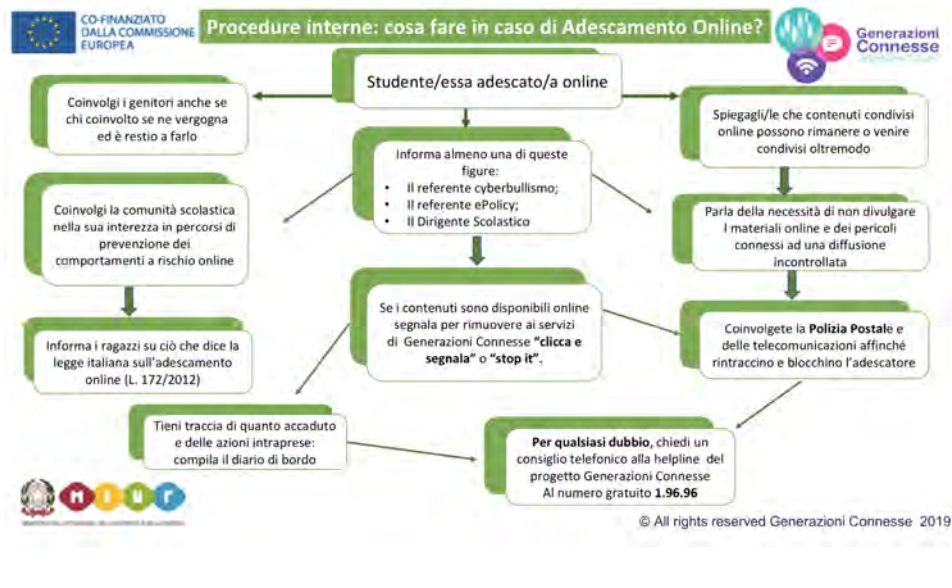 CO-FINANZIATO
DALLA COMMISSIONE
EUROPEA
Procedure interne: cosa fare in caso di Adescamento Online?
Generazioni
Connesse
Studente/essa adescato/a online
Coinvolgi i genitori anche se
chi coinvolto se ne vergogna
ed è restio a farlo
Spiegagli/le che contenuti condivisi
online possono rimanere o venire
condivisi oltremodo
Informa almeno una di queste
figure:
• Il referente cyberbullismo;
• Il referente ePolicy;
• Il Dirigente Scolastico
Coinvolgi la comunità scolastica
nella sua interezza in percorsi di
prevenzione dei
comportamenti a rischio online
Parla della necessità di non divulgare
I materiali online e dei pericoli
connessi ad una diffusione
incontrollata
Se i contenuti sono disponibili online
segnala per rimuovere ai servizi
di Generazioni Connesse "clicca e
segnala" o "stop it".
Informa i ragazzi su ciò che dice la
legge italiana sull'adescamento
online (L. 172/2012)
Coinvolgete la Polizia Postale e
delle telecomunicazioni affinché
rintraccino e blocchino l'adescatore
Tieni traccia di quanto accaduto
e delle azioni intraprese:
compila il diario di bordo
Per qualsiasi dubbio, chiedi un
consiglio telefonico alla helpline del
progetto Generazioni Connesse
Al numero gratuito 1.96.96
MIUR
© All rights reserved Generazioni Connesse 2019